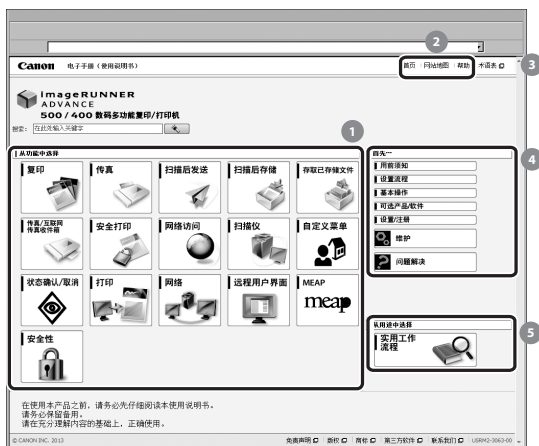 2
Canon 电子手册（使用说明书）
首页 网站地图 帮助 术语表
3
imageRUNNER
ADVANCE
500 / 400 数码多功能复印/打印机
搜索: 在此处输入关键字
1
从功能中选择
复印
传真
扫描后发送
扫描后存储
存取已存储文件
传真/互联网
传真收件箱
安全打印
网络访问
扫描仪
自定义菜单
状态确认/取消
打印
网络
远程用户界面
MEAP
meap
安全性
首先…
4
用前须知
设置流程
基本操作
可选产品/软件
设置/注册
维护
问题解决
从用途中选择
5
实用工作
流程
在使用本产品之前，请务必先仔细阅读本使用说明书。
请务必保留备用。
请在充分理解内容的基础上，正确使用。
© CANON INC. 2013
免责声明 版权 商标 第三方软件 联系我们 USRM2-3063-00